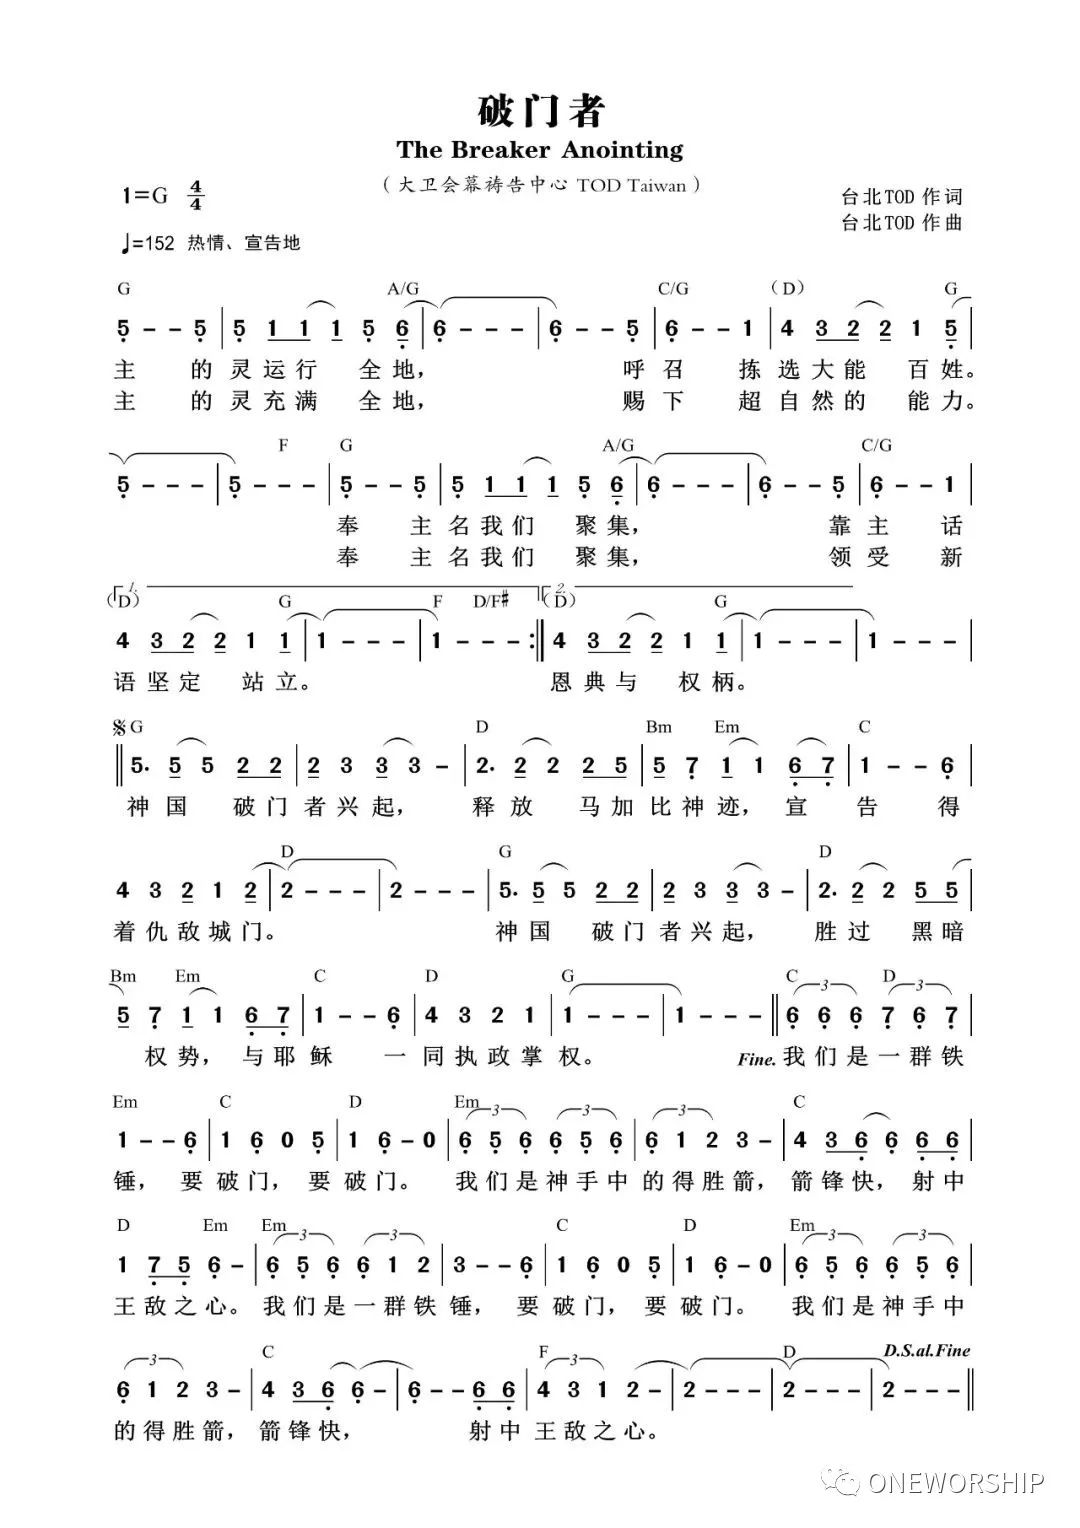 破门者
The Breaker Anointing
(大卫会幕祷告中心 TOD Taiwan)
1=G 4/4
台北TOD 作词
台北TOD 作曲
♩=152 热情、宣告地
G A/G C/G (D) G
5 - - 5 | 5 1 1 1 5 6 | 6 - - - | 6 - - 5 | 6 - - 1 | 4 3 2 2 1 5 |
主 的灵运行 全地, 呼召 拣选大能 百姓。
主 的灵充满 全地, 赐下 超自然的 能力。
F G A/G C/G
5 - - - | 5 - - - | 5 - - 5 | 5 1 1 1 5 6 | 6 - - - | 6 - - 5 | 6 - - 1 |
奉 主名我们 聚集, 靠主 话
奉 主名我们 聚集, 领受 新
1. 2.
(D) G F D/F# (D) G
4 3 2 2 1 1 | 1 - - - | 1 - - - :‖ 4 3 2 2 1 1 | 1 - - - | 1 - - - |
语坚定 站立。 恩典与 权柄。
𝄋 G D Bm Em C
‖ 5. 5 5 2 2 | 2 3 3 3 - | 2. 2 2 2 5 | 5 7 1 1 6 7 | 1 - - 6 |
神国 破门者兴起, 释放 马加比神迹, 宣 告 得
D G D
4 3 2 1 2 | 2 - - - | 2 - - - | 5. 5 5 2 2 | 2 3 3 3 - | 2. 2 2 5 5 |
着仇敌城门。 神国 破门者兴起, 胜过 黑暗
Bm Em C D G C D
5 7 1 1 6 7 | 1 - - 6 | 4 3 2 1 | 1 - - - | 1 - - - ‖ 6 6 6 7 6 7 |
3 3
权势, 与耶稣 一同执政掌权。 Fine. 我们是一群铁
Em C D Em C
1 - - 6 | 1 6 0 5 | 1 6 - 0 | 6 5 6 6 5 6 | 6 1 2 3 - | 4 3 6 6 6 6 |
3 3 3
锤, 要破门, 要破门。 我们是神手中的得胜箭, 箭锋快, 射中
D Em Em C D Em
1 7 5 6 - | 6 5 6 6 1 2 | 3 - - 6 | 1 6 0 5 | 1 6 - 0 | 6 5 6 6 5 6 |
3 3 3 3
王敌之心。我们是一群铁锤, 要破门, 要破门。 我们是神手中
C F D D.S.al.Fine
6 1 2 3 - | 4 3 6 6 - | 6 - - 6 6 | 4 3 1 2 - | 2 - - - | 2 - - - | 2 - - - ‖
3 3
的得胜箭, 箭锋快, 射中王敌之心。
ONEWORSHIP